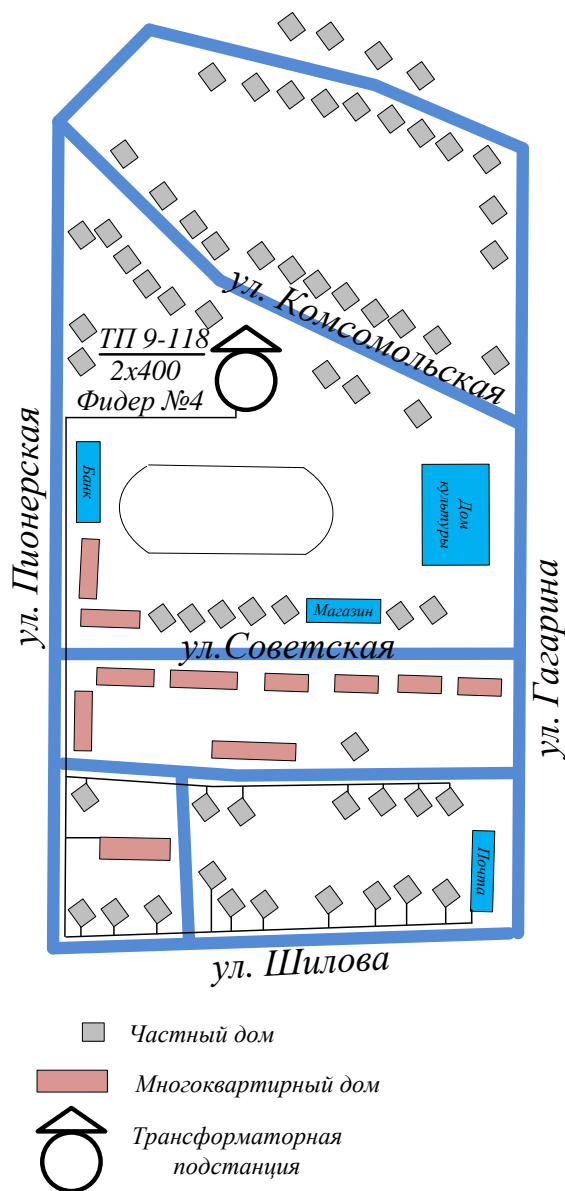 ул. Комсомольская
ТП 9-118
2х400
Фидер №4
ул. Пионерская
Банк
Дом
культуры
ул. Гагарина
Магазин
ул.Советская
Почта
ул. Шилова
Частный дом
Многоквартирный дом
Трансформаторная
подстанция